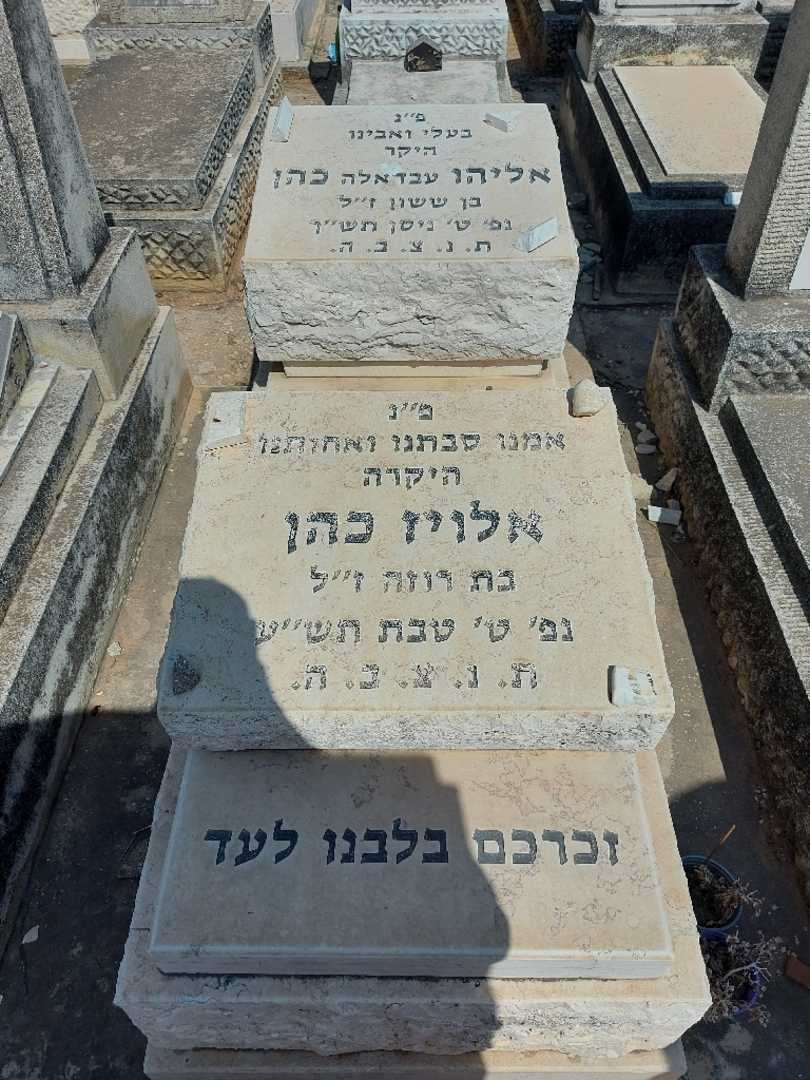 פ״נ
בעלי ואבינו
היקר
אליהו עבדאלה כהן
בן ששון ז״ל
נפ׳ ט׳ ניסן תש״ך
ת. נ. צ. ב. ה.
פ״נ
אמנו סבתנו ואחותנו
היקרה
אלויז כהן
בת רוזה ז״ל
נפ׳ ט׳ טבת תש״ע
ת. נ. צ. ב. ה.
זכרכם בלבנו לעד